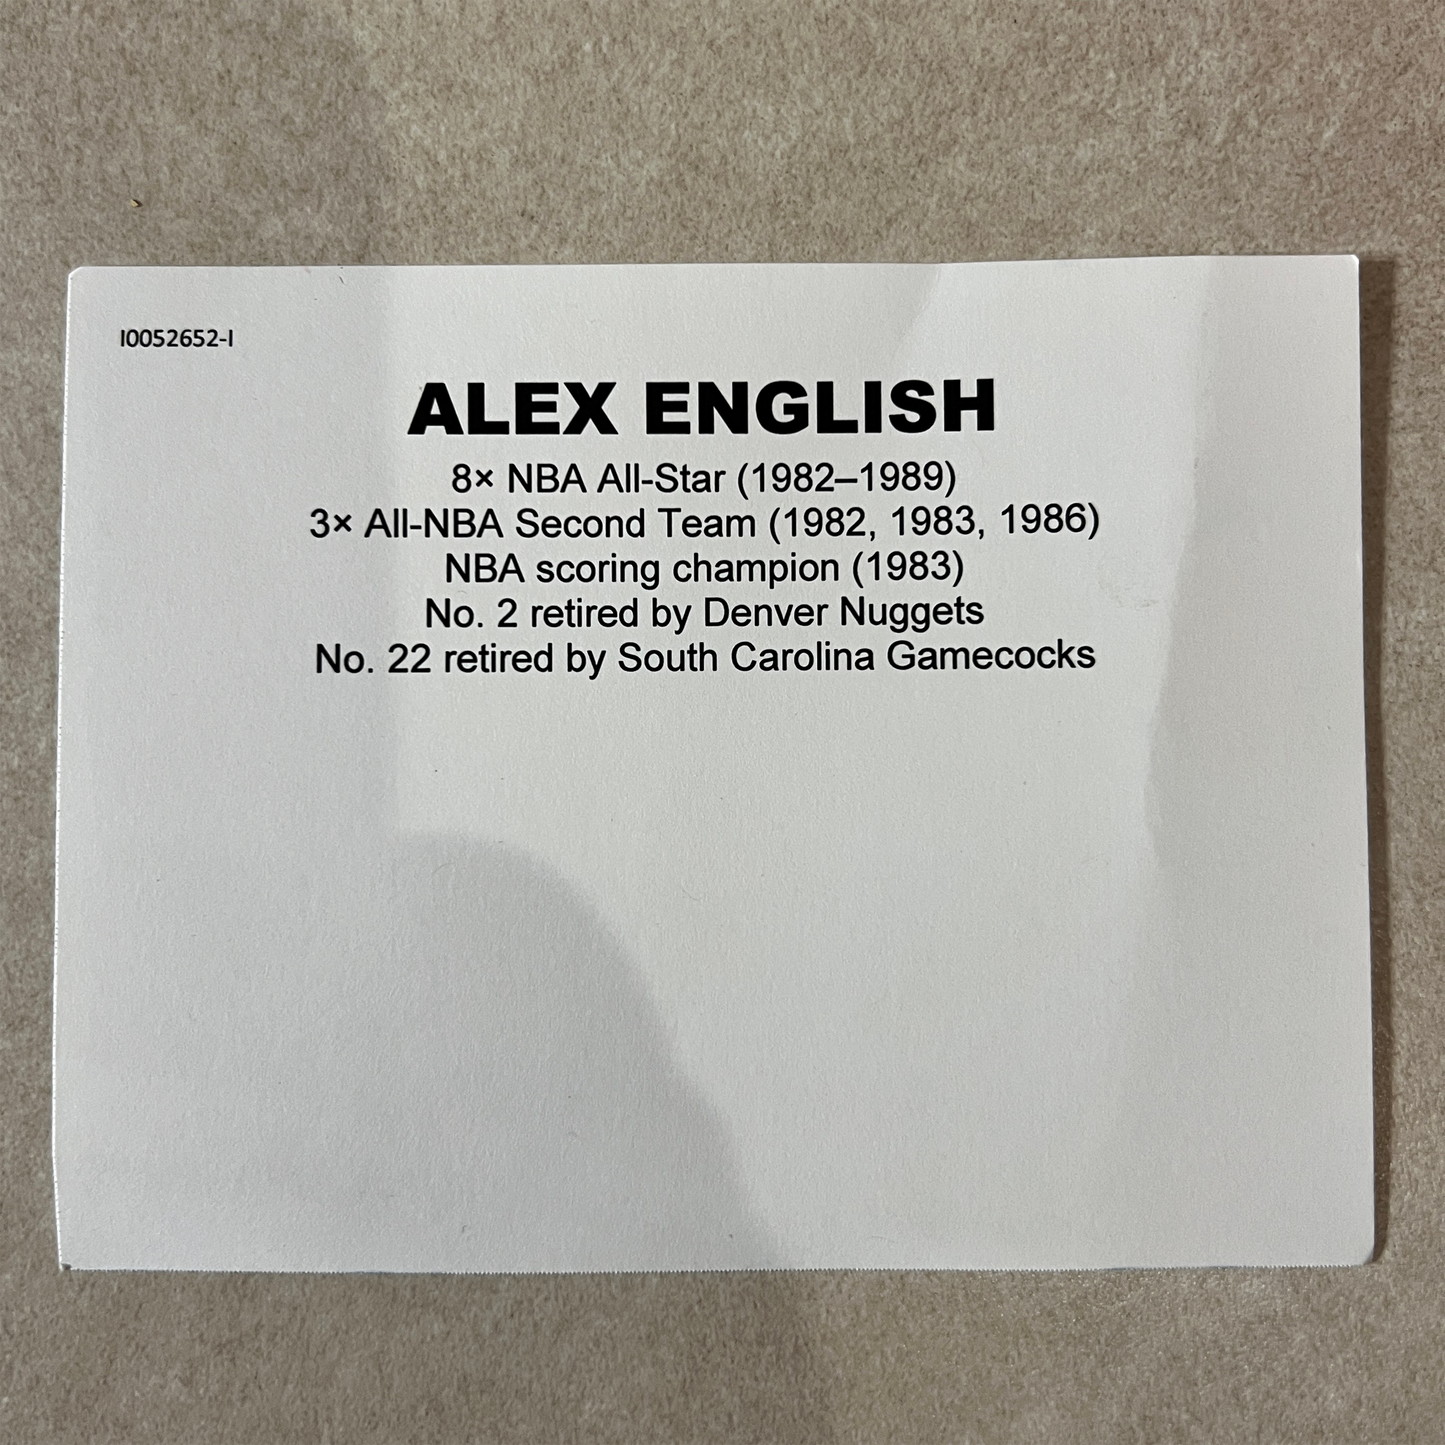 I0052652-I
ALEX ENGLISH
8× NBA All-Star (1982–1989)
3× All-NBA Second Team (1982, 1983, 1986)
NBA scoring champion (1983)
No. 2 retired by Denver Nuggets
No. 22 retired by South Carolina Gamecocks